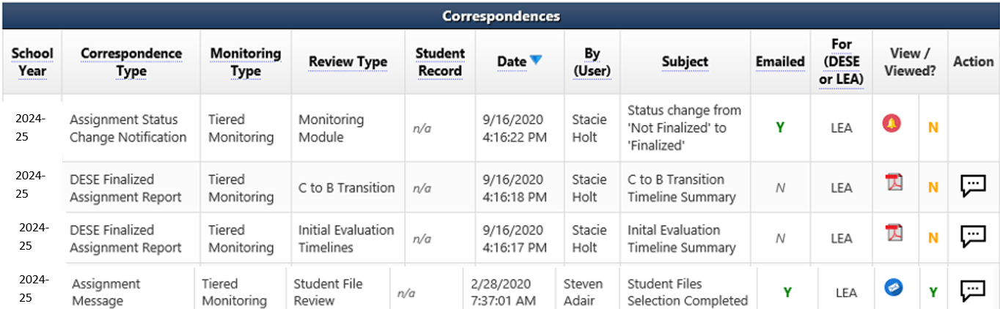 Correspondences
School Year Correspondence Type Monitoring Type Review Type Student Record Date By (User) Subject Emailed For (DESE or LEA) View / Viewed? Action
2024-25 Assignment Status Change Notification Tiered Monitoring Monitoring Module n/a 9/16/2020 4:16:22 PM Stacie Holt Status change from 'Not Finalized' to 'Finalized' Y LEA N
2024-25 DESE Finalized Assignment Report Tiered Monitoring C to B Transition n/a 9/16/2020 4:16:18 PM Stacie Holt C to B Transition Timeline Summary N LEA N
2024-25 DESE Finalized Assignment Report Tiered Monitoring Initial Evaluation Timelines n/a 9/16/2020 4:16:17 PM Stacie Holt Inital Evaluation Timeline Summary N LEA N
2024-25 Assignment Message Tiered Monitoring Student File Review n/a 2/28/2020 7:37:01 AM Steven Adair Student Files Selection Completed Y LEA Y